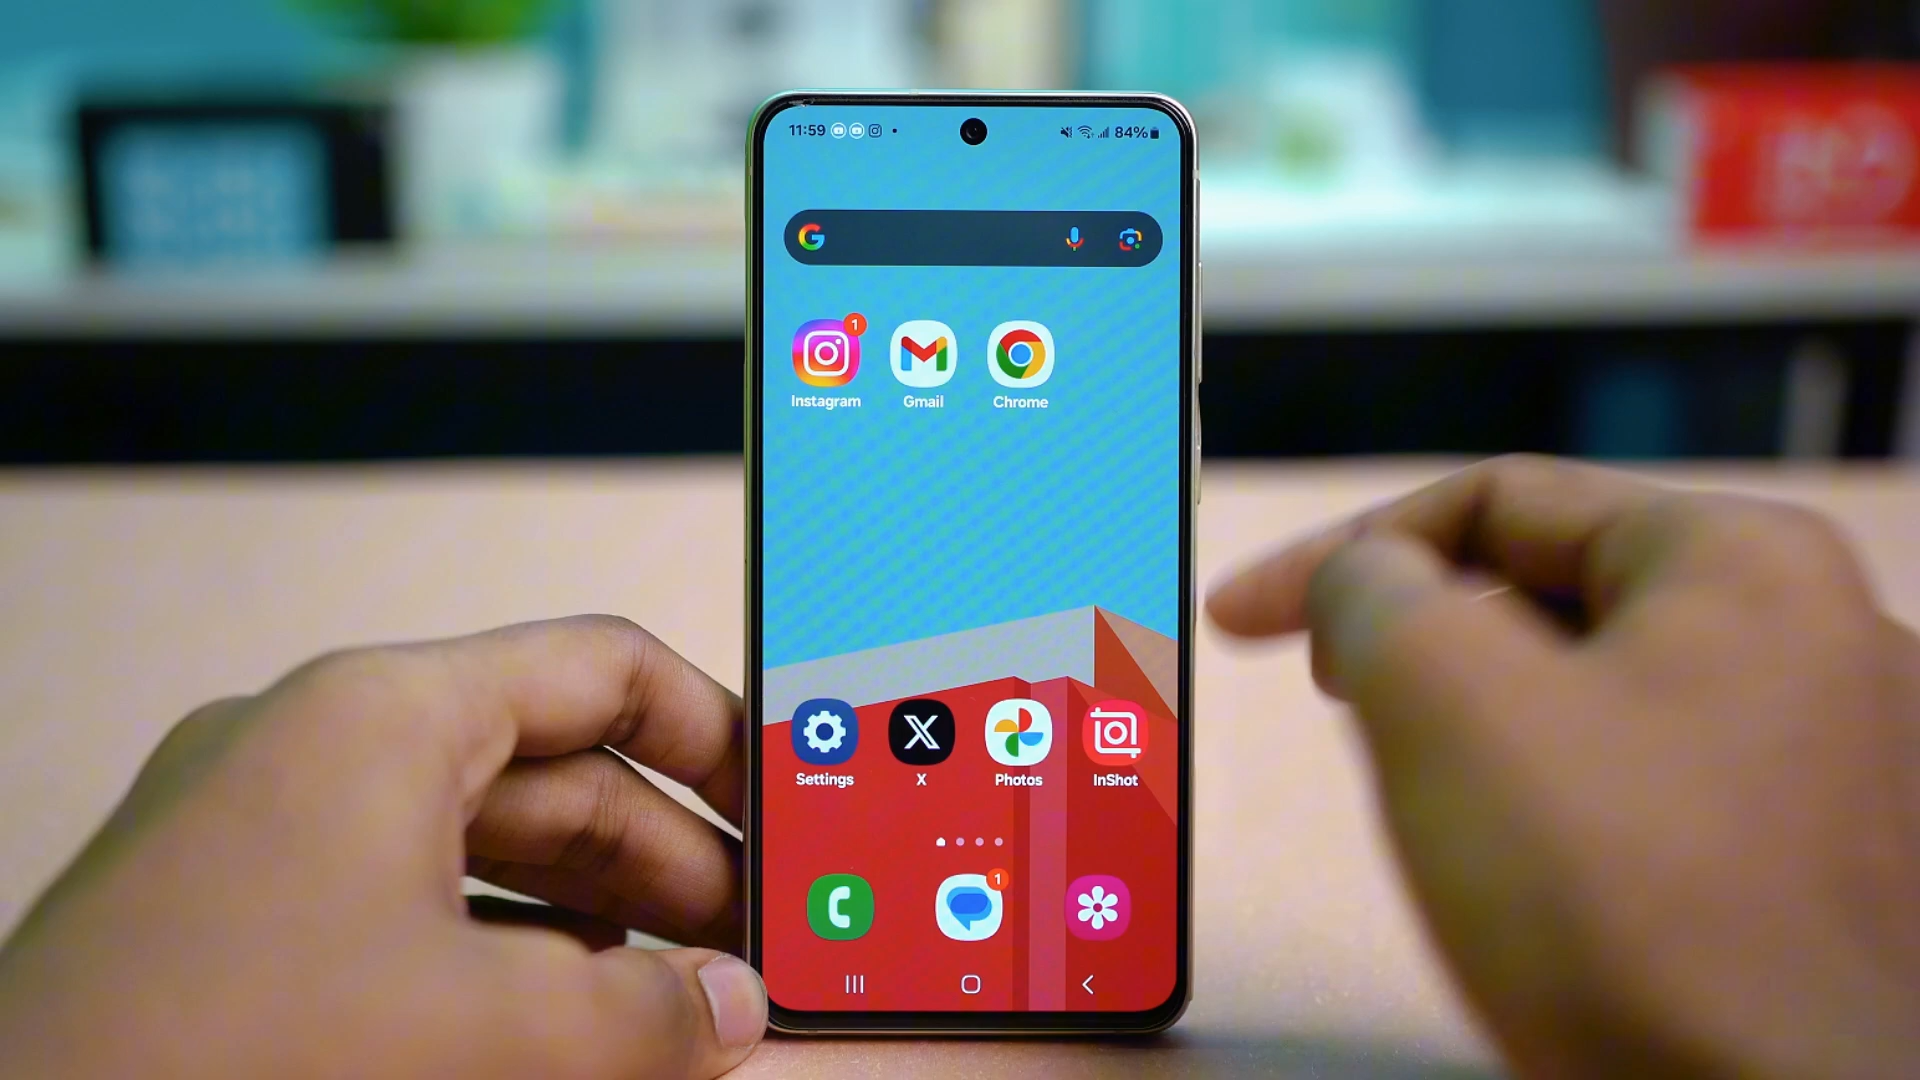 11:59 84%
Instagram 1
Gmail
Chrome
Settings
X
Photos
InShot
1